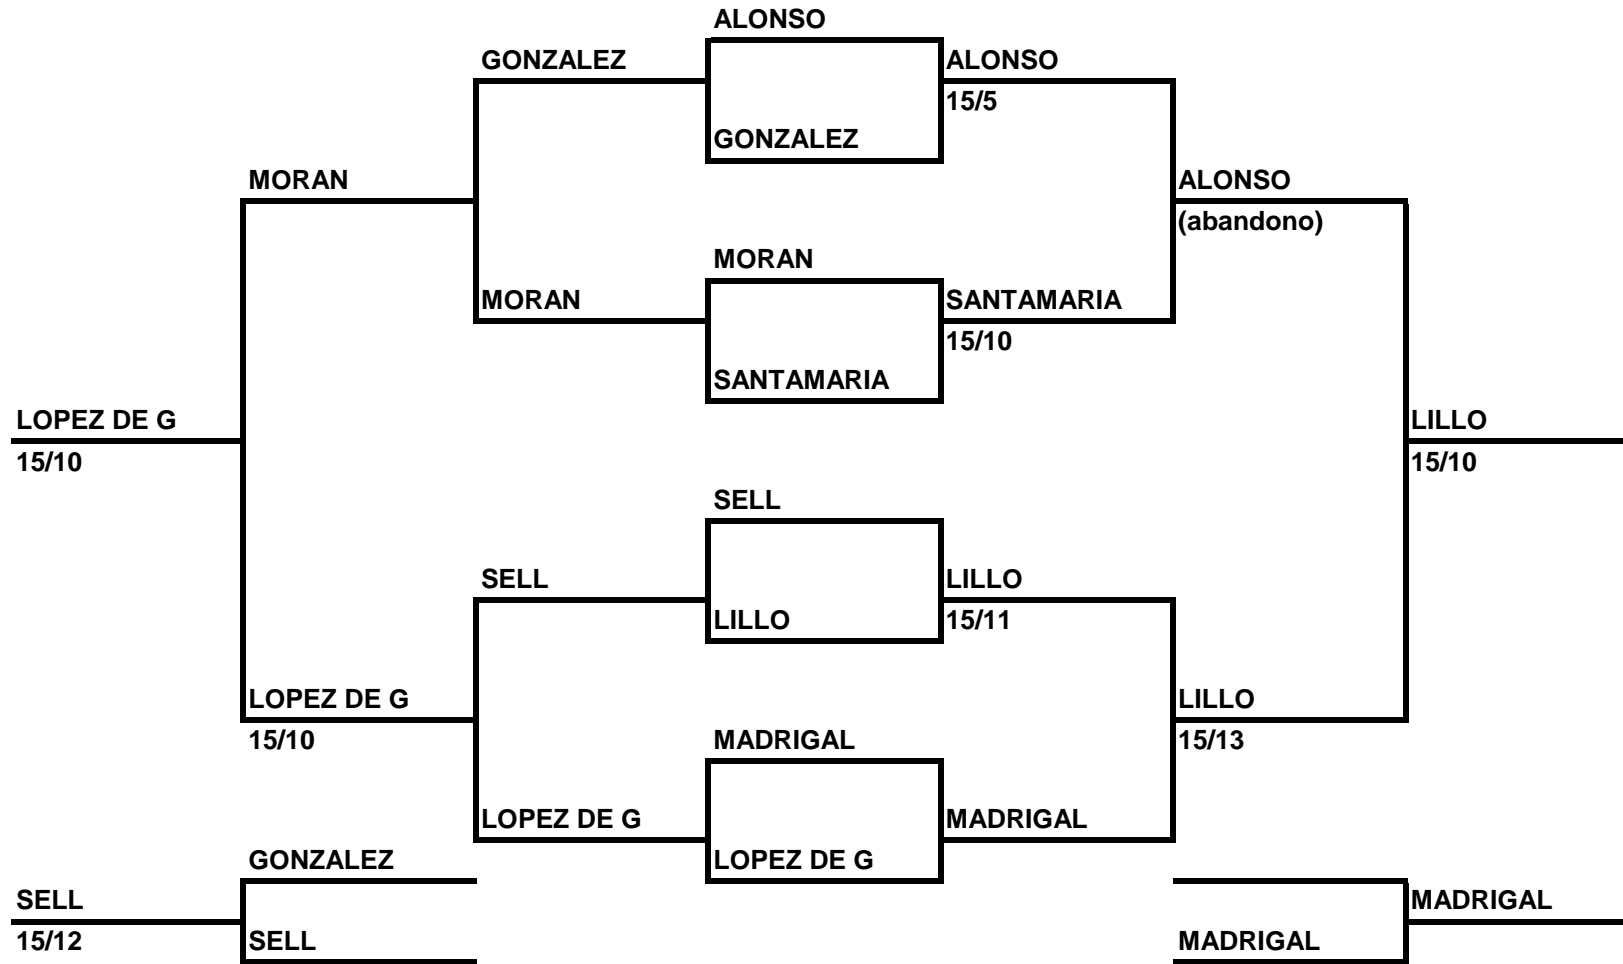 ALONSO
GONZALEZ
ALONSO
15/5
GONZALEZ
MORAN
ALONSO
(abandono)
MORAN
MORAN
SANTAMARIA
15/10
SANTAMARIA
LOPEZ DE G
15/10
LILLO
15/10
SELL
SELL
LILLO
LILLO
15/11
LOPEZ DE G
15/10
LILLO
15/13
MADRIGAL
LOPEZ DE G
MADRIGAL
LOPEZ DE G
GONZALEZ
SELL
15/12
SELL
MADRIGAL
MADRIGAL